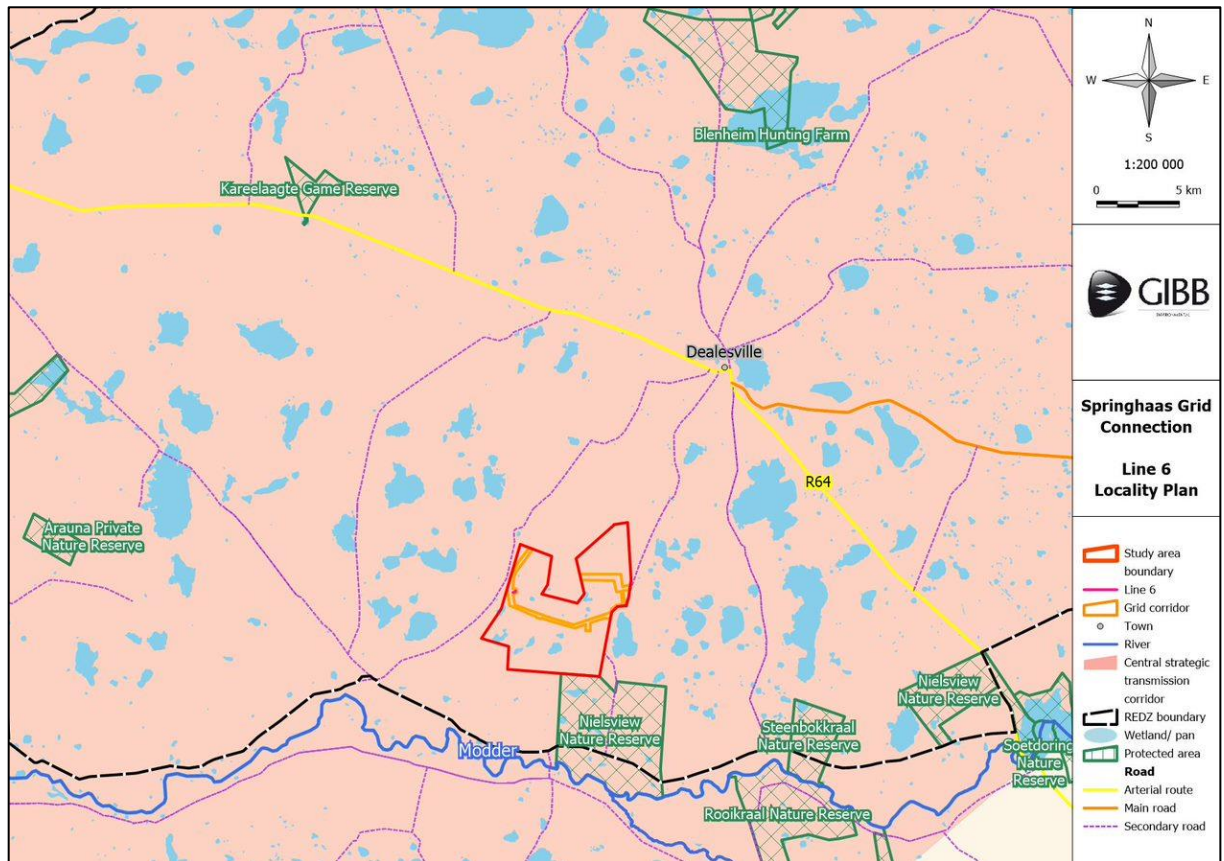 Blenheim Hunting Farm
Kareelaagte Game Reserve
Dealesville
R64
Arauna Private
Nature Reserve
Nielsview
Nature Reserve
Nielsview
Nature Reserve
Steenbokkraal
Nature Reserve
Soetdoring
Nature
Reserve
Modder
Rooikraal Nature Reserve
N
W
E
S
1:200 000
0
5 km
GIBB
Springhaas Grid
Connection
Line 6
Locality Plan
Study area
boundary
Line 6
Grid corridor
Town
River
Central strategic
transmission
corridor
REDZ boundary
Wetland/ pan
Protected area
Road
Arterial route
Main road
Secondary road